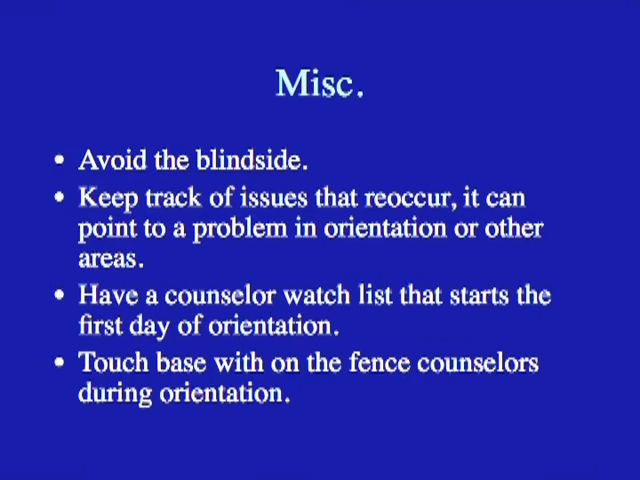 Misc.
• Avoid the blindside.
• Keep track of issues that reoccur, it can
point to a problem in orientation or other
areas.
• Have a counselor watch list that starts the
first day of orientation.
• Touch base with on the fence counselors
during orientation.